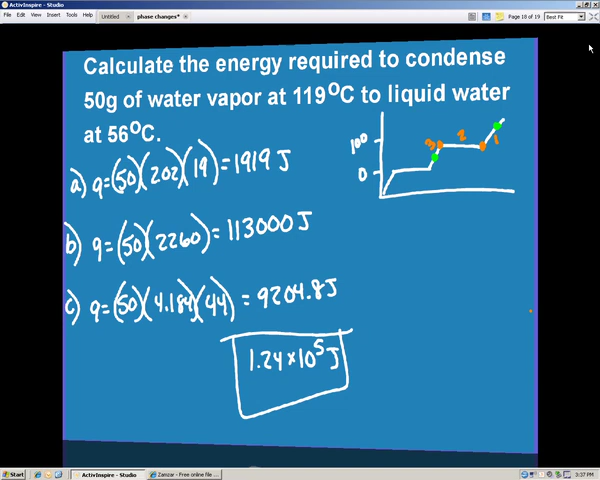 ActivInspire - Studio
File Edit View Insert Tools Help
Untitled
phase changes*
Page 18 of 19
Best Fit
Calculate the energy required to condense
50g of water vapor at 119°C to liquid water
at 56°C.
a) q=(50)(202)(19)=1919 J
b) q=(50)(2260)=113000 J
c) q=(50)(4.184)(44)=9204.8 J
1.24×10⁵ J
100
0
3 2 1
Start
ActivInspire - Studio
Zamzar - Free online file ...
3:37 PM